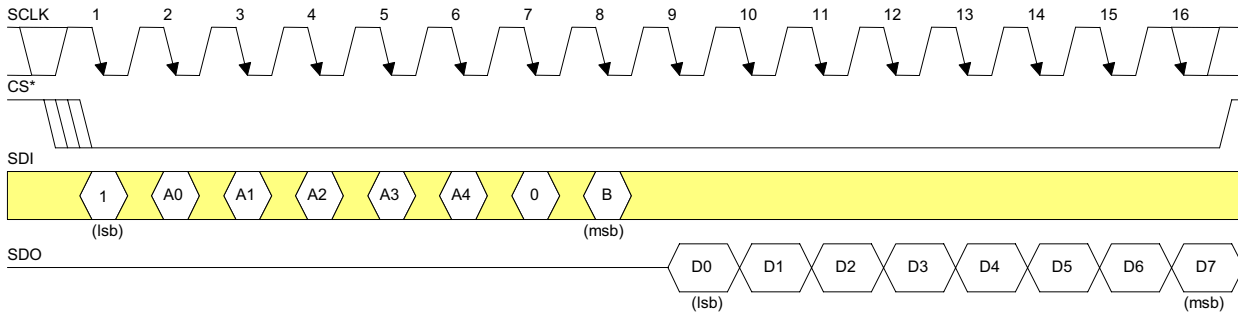 SCLK 1 2 3 4 5 6 7 8 9 10 11 12 13 14 15 16
CS*
SDI
1 A0 A1 A2 A3 A4 0 B
(lsb) (msb)
SDO
D0 D1 D2 D3 D4 D5 D6 D7
(lsb) (msb)